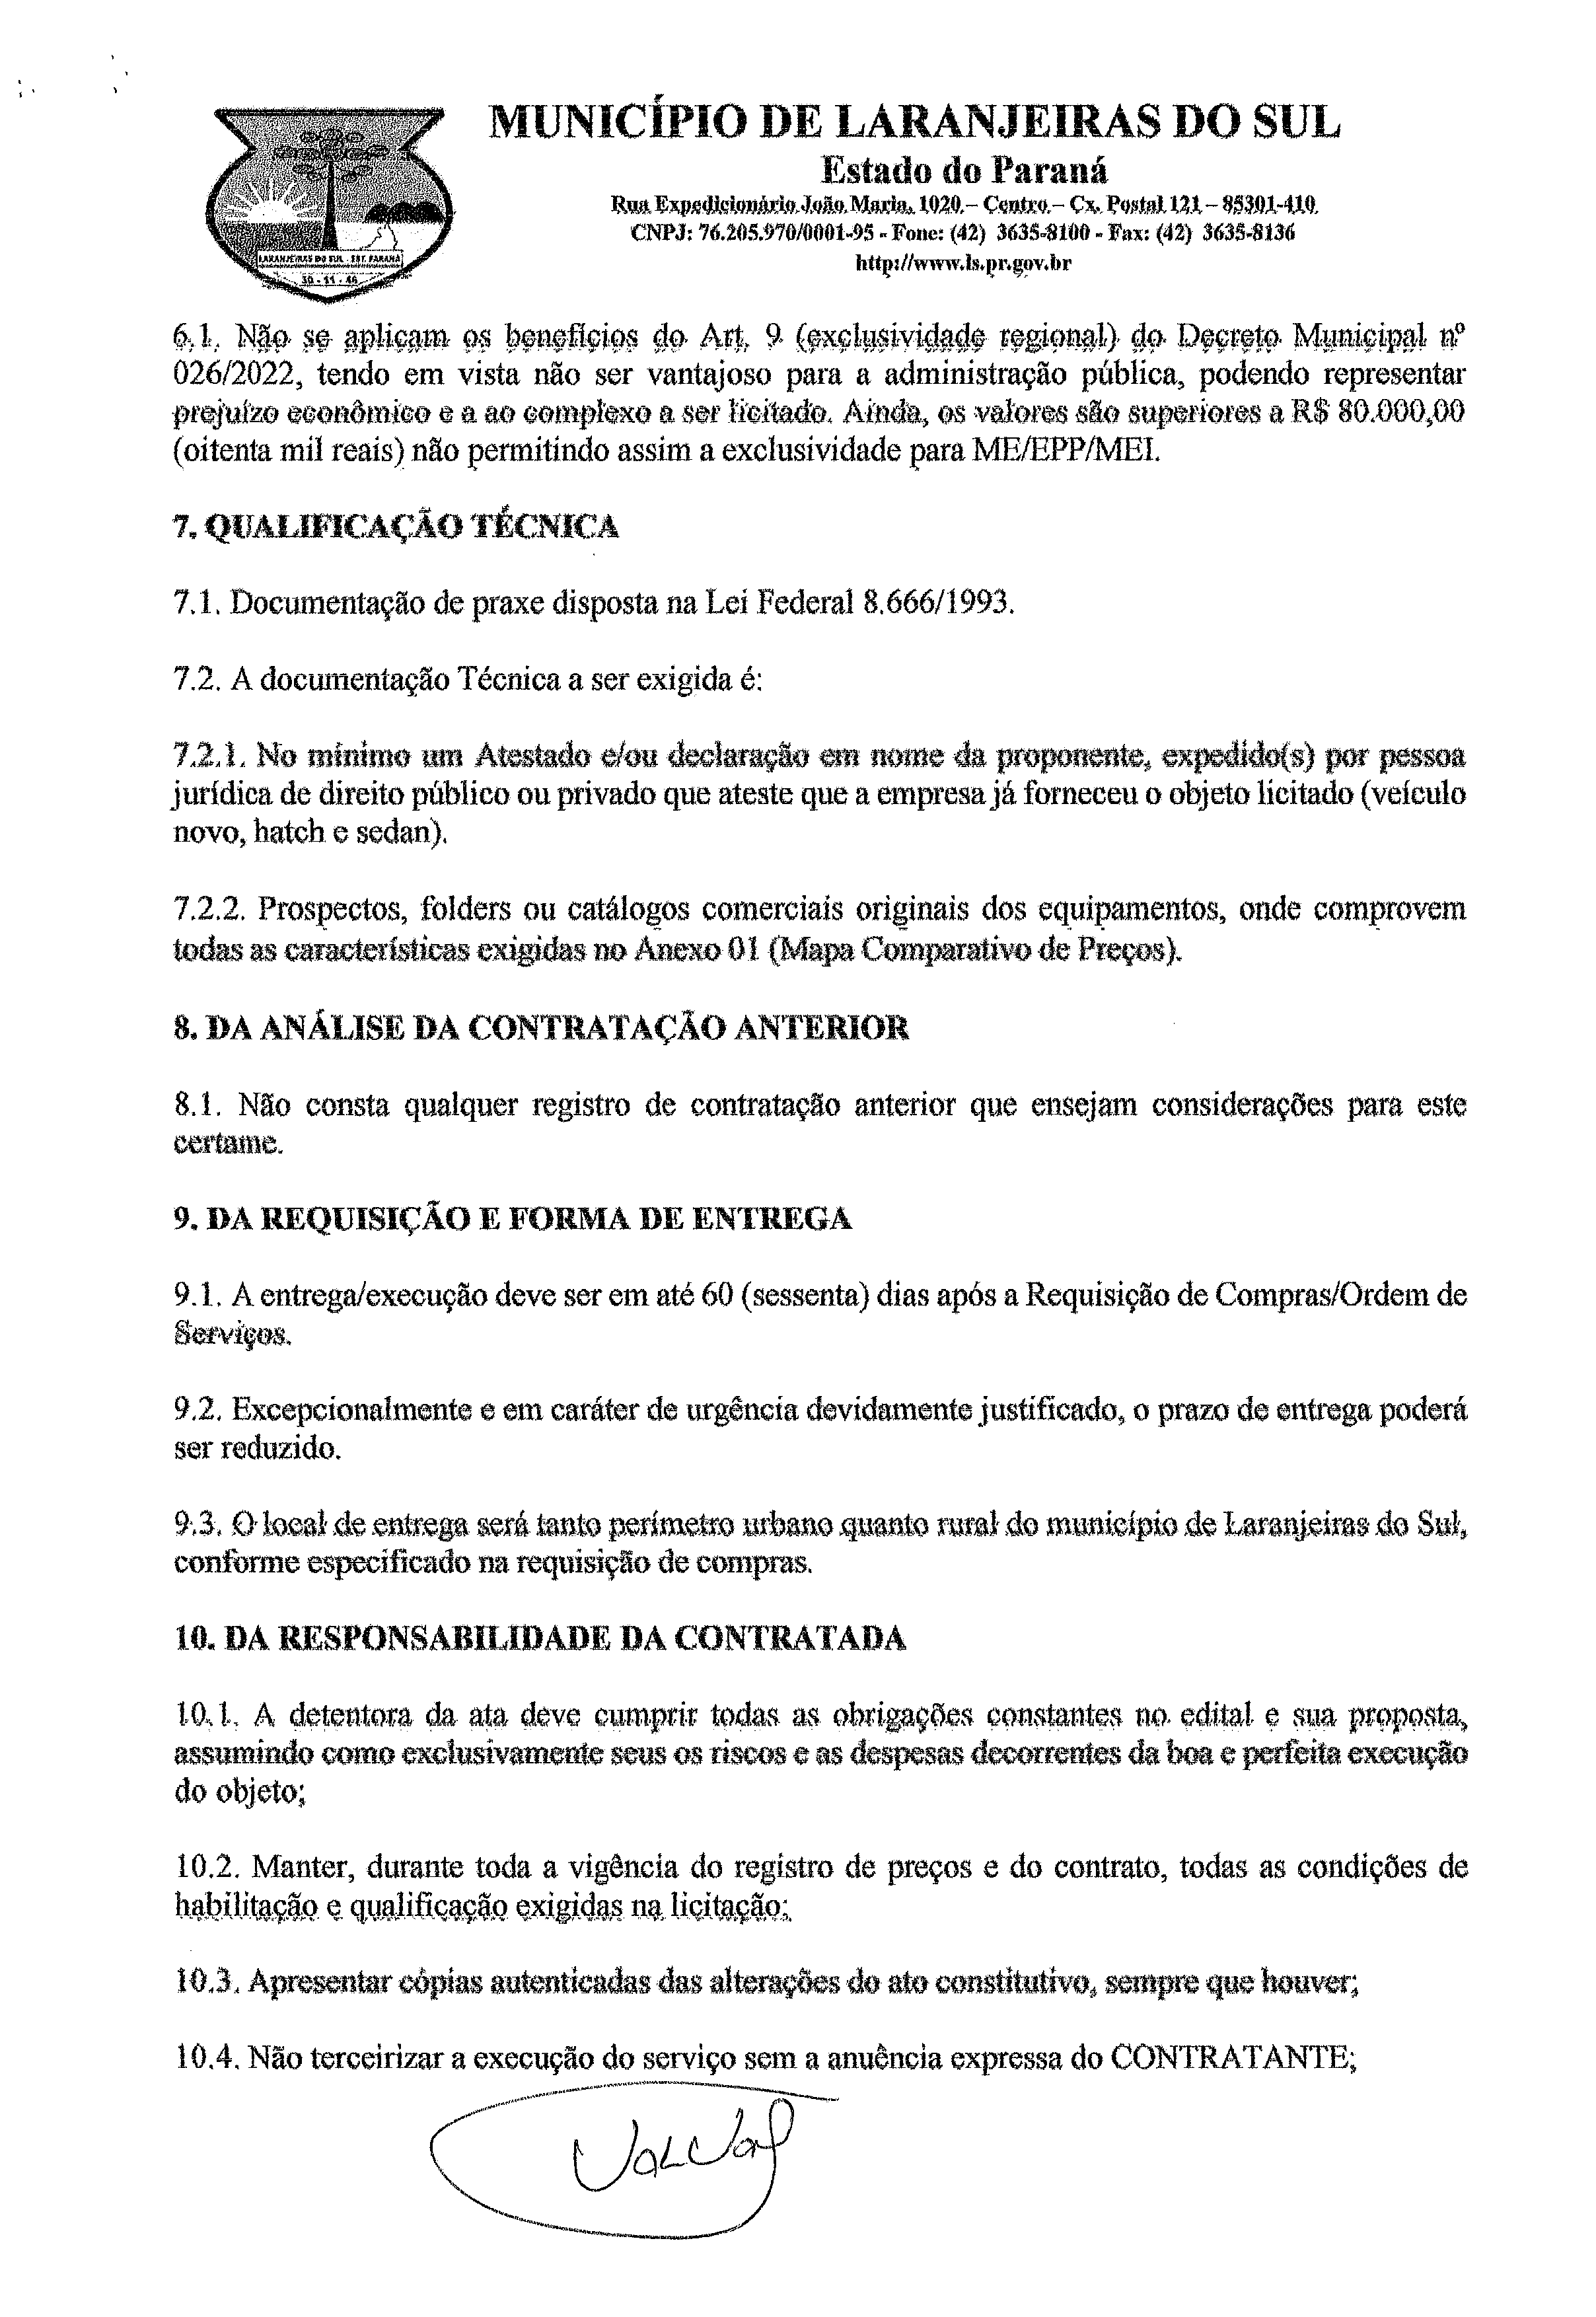 MUNICÍPIO DE LARANJEIRAS DO SUL
Estado do Paraná
Rua Expedicionário João Maria, 1020 – Centro – Cx. Postal 121 – 85301-410
CNPJ: 76.205.970/0001-95 - Fone: (42) 3635-8100 - Fax: (42) 3635-8136
http://www.ls.pr.gov.br
LARANJEIRAS DO SUL - EST. PARANÁ
30 - 11 - 46
6.1. Não se aplicam os benefícios do Art. 9 (exclusividade regional) do Decreto Municipal nº
026/2022, tendo em vista não ser vantajoso para a administração pública, podendo representar
prejuízo econômico e a ao complexo a ser licitado. Ainda, os valores são superiores a R$ 80.000,00
(oitenta mil reais) não permitindo assim a exclusividade para ME/EPP/MEI.
7. QUALIFICAÇÃO TÉCNICA
7.1. Documentação de praxe disposta na Lei Federal 8.666/1993.
7.2. A documentação Técnica a ser exigida é:
7.2.1. No mínimo um Atestado e/ou declaração em nome da proponente, expedido(s) por pessoa
jurídica de direito público ou privado que ateste que a empresa já forneceu o objeto licitado (veículo
novo, hatch e sedan).
7.2.2. Prospectos, folders ou catálogos comerciais originais dos equipamentos, onde comprovem
todas as características exigidas no Anexo 01 (Mapa Comparativo de Preços).
8. DA ANÁLISE DA CONTRATAÇÃO ANTERIOR
8.1. Não consta qualquer registro de contratação anterior que ensejam considerações para este
certame.
9. DA REQUISIÇÃO E FORMA DE ENTREGA
9.1. A entrega/execução deve ser em até 60 (sessenta) dias após a Requisição de Compras/Ordem de
Serviços.
9.2. Excepcionalmente e em caráter de urgência devidamente justificado, o prazo de entrega poderá
ser reduzido.
9.3. O local de entrega será tanto perímetro urbano quanto rural do município de Laranjeiras do Sul,
conforme especificado na requisição de compras.
10. DA RESPONSABILIDADE DA CONTRATADA
10.1. A detentora da ata deve cumprir todas as obrigações constantes no edital e sua proposta,
assumindo como exclusivamente seus os riscos e as despesas decorrentes da boa e perfeita execução
do objeto;
10.2. Manter, durante toda a vigência do registro de preços e do contrato, todas as condições de
habilitação e qualificação exigidas na licitação;
10.3. Apresentar cópias autenticadas das alterações do ato constitutivo, sempre que houver;
10.4. Não terceirizar a execução do serviço sem a anuência expressa do CONTRATANTE;